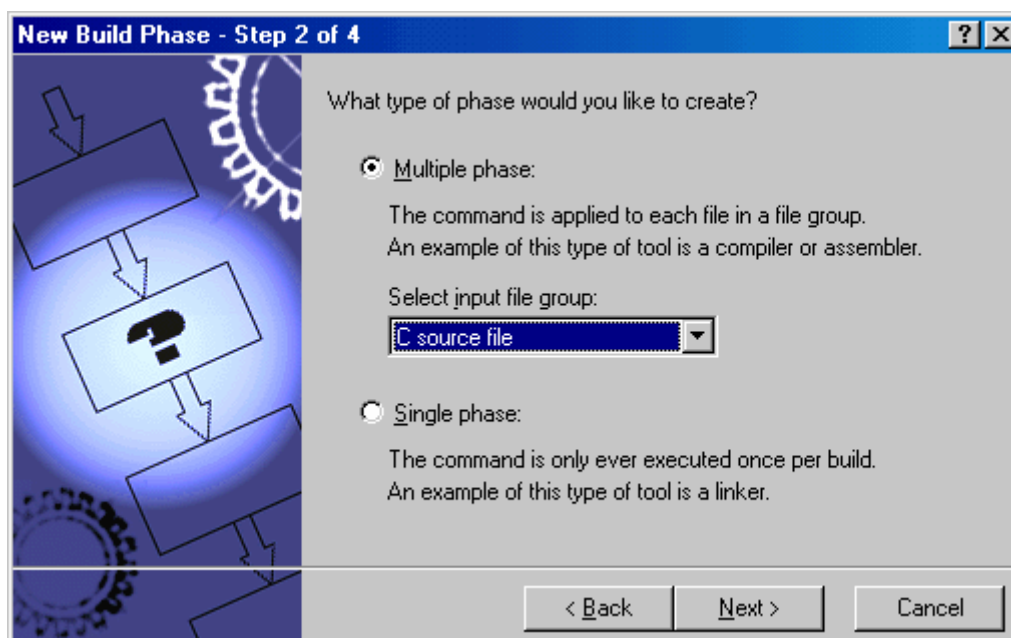 New Build Phase - Step 2 of 4
What type of phase would you like to create?
Multiple phase:
The command is applied to each file in a file group.
An example of this type of tool is a compiler or assembler.
Select input file group:
C source file
Single phase:
The command is only ever executed once per build.
An example of this type of tool is a linker.
< Back Next > Cancel